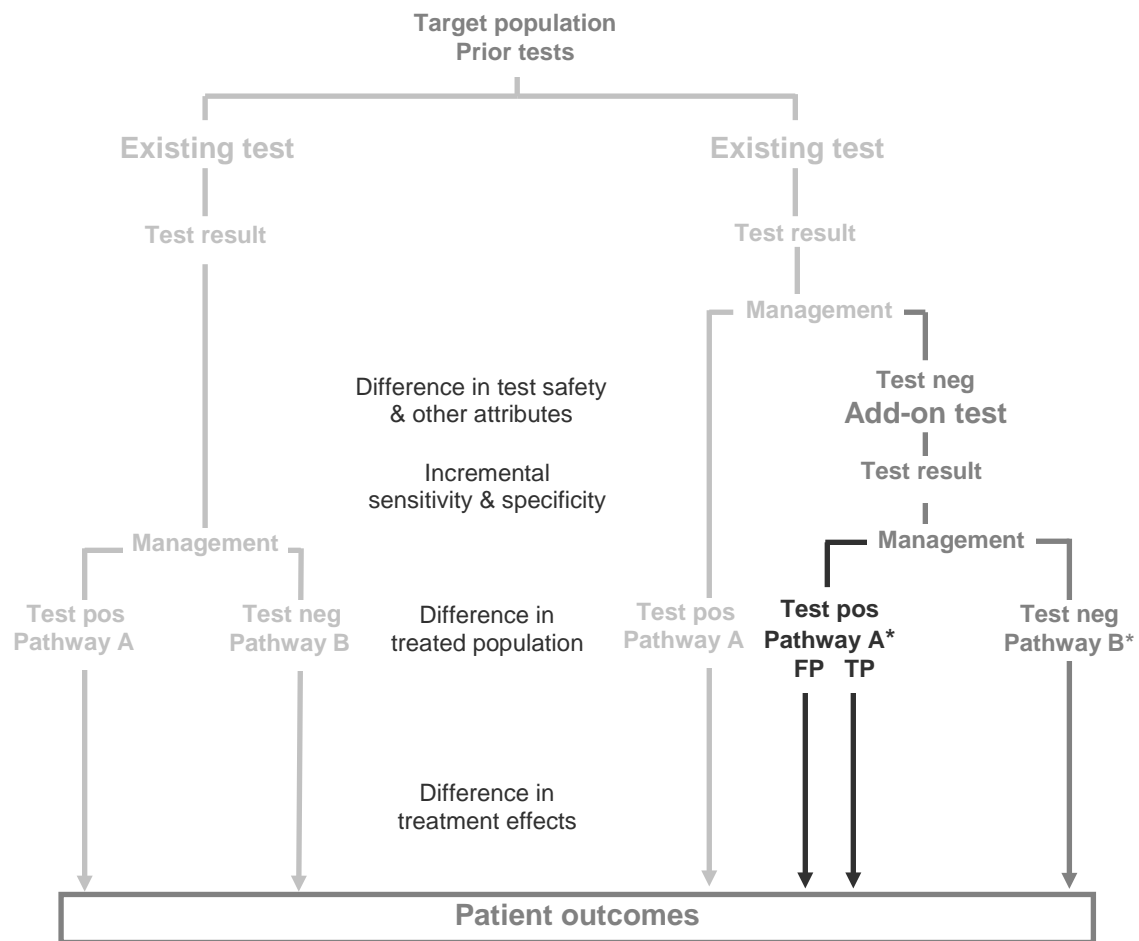 Target population
Prior tests
Existing test
Existing test
Test result
Test result
Management
Difference in test safety
& other attributes
Test neg
Add-on test
Incremental
sensitivity & specificity
Test result
Management
Management
Test pos
Pathway A
Test neg
Pathway B
Difference in
treated population
Test pos
Pathway A
Test pos
Pathway A*
FP TP
Test neg
Pathway B*
Difference in
treatment effects
Patient outcomes